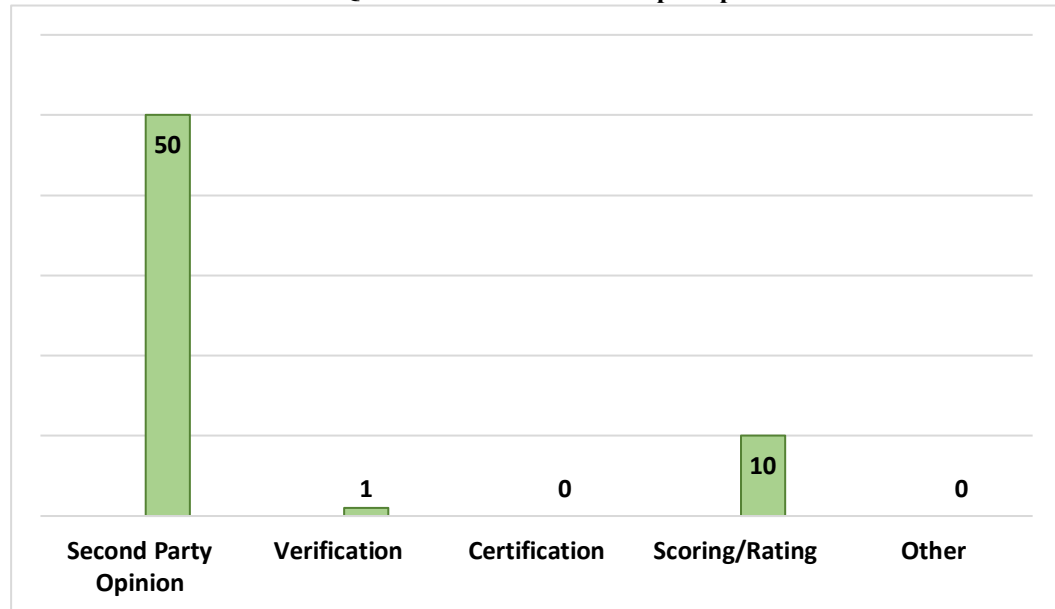 50
1
0
10
0
Second Party
Opinion
Verification
Certification
Scoring/Rating
Other